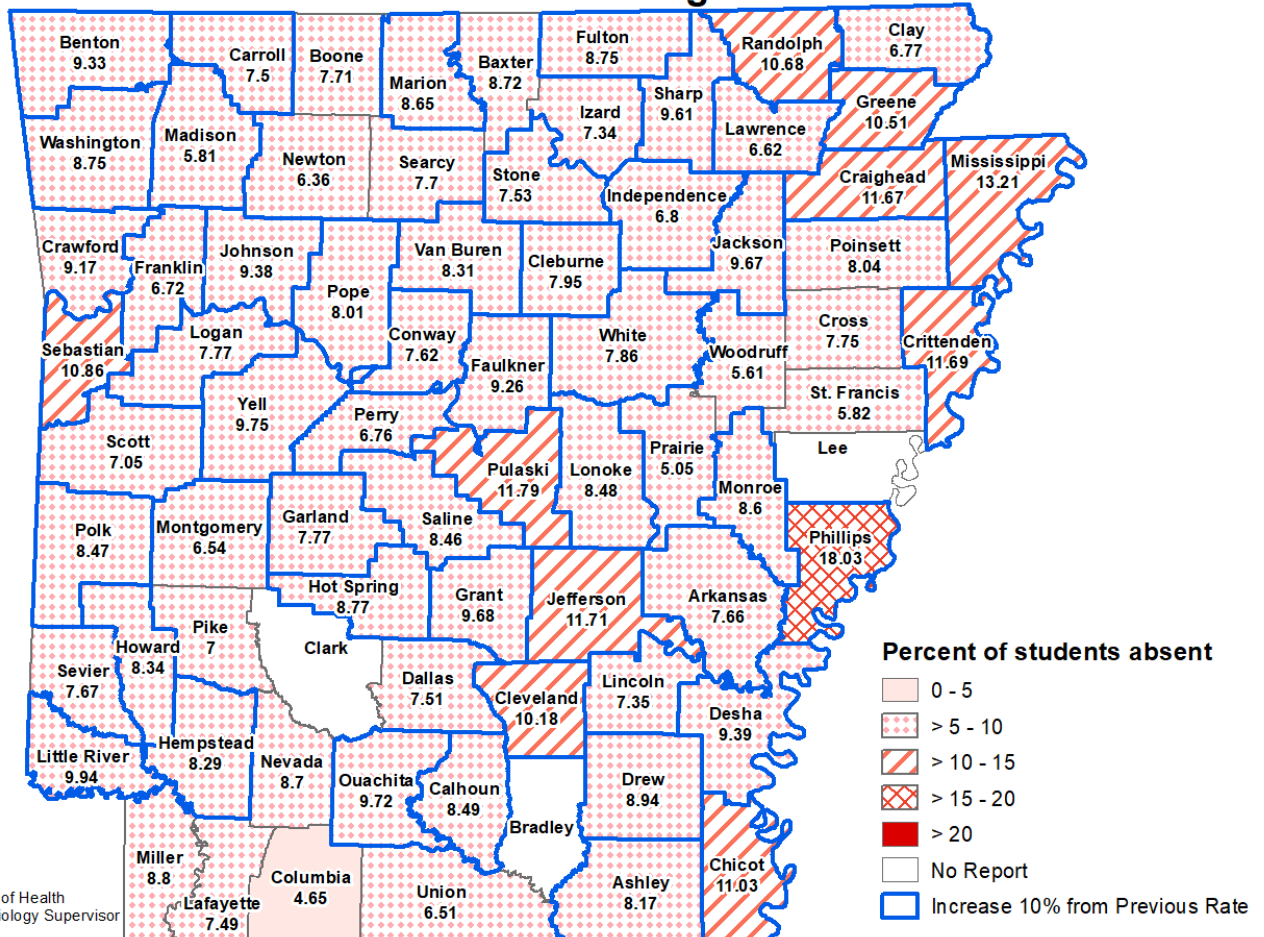 Benton
9.33
Carroll
7.5
Boone
7.71
Marion
8.65
Baxter
8.72
Fulton
8.75
Randolph
10.68
Clay
6.77
Washington
8.75
Madison
5.81
Newton
6.36
Searcy
7.7
Stone
7.53
Izard
7.34
Sharp
9.61
Lawrence
6.62
Greene
10.51
Craighead
11.67
Mississippi
13.21
Independence
6.8
Jackson
9.67
Poinsett
8.04
Crawford
9.17
Franklin
6.72
Johnson
9.38
Pope
8.01
Van Buren
8.31
Cleburne
7.95
Sebastian
10.86
Logan
7.77
Conway
7.62
Faulkner
9.26
White
7.86
Woodruff
5.61
Cross
7.75
Crittenden
11.69
St. Francis
5.82
Scott
7.05
Yell
9.75
Perry
6.76
Pulaski
11.79
Lonoke
8.48
Prairie
5.05
Monroe
8.6
Lee
Polk
8.47
Montgomery
6.54
Garland
7.77
Saline
8.46
Hot Spring
8.77
Grant
9.68
Jefferson
11.71
Arkansas
7.66
Phillips
18.03
Sevier
7.67
Howard
8.34
Pike
7
Clark
Dallas
7.51
Cleveland
10.18
Lincoln
7.35
Desha
9.39
Little River
9.94
Hempstead
8.29
Nevada
8.7
Ouachita
9.72
Calhoun
8.49
Bradley
Drew
8.94
Miller
8.8
Lafayette
7.49
Columbia
4.65
Union
6.51
Ashley
8.17
Chicot
11.03
Percent of students absent
0 - 5
> 5 - 10
> 10 - 15
> 15 - 20
> 20
No Report
Increase 10% from Previous Rate
of Health
iology Supervisor